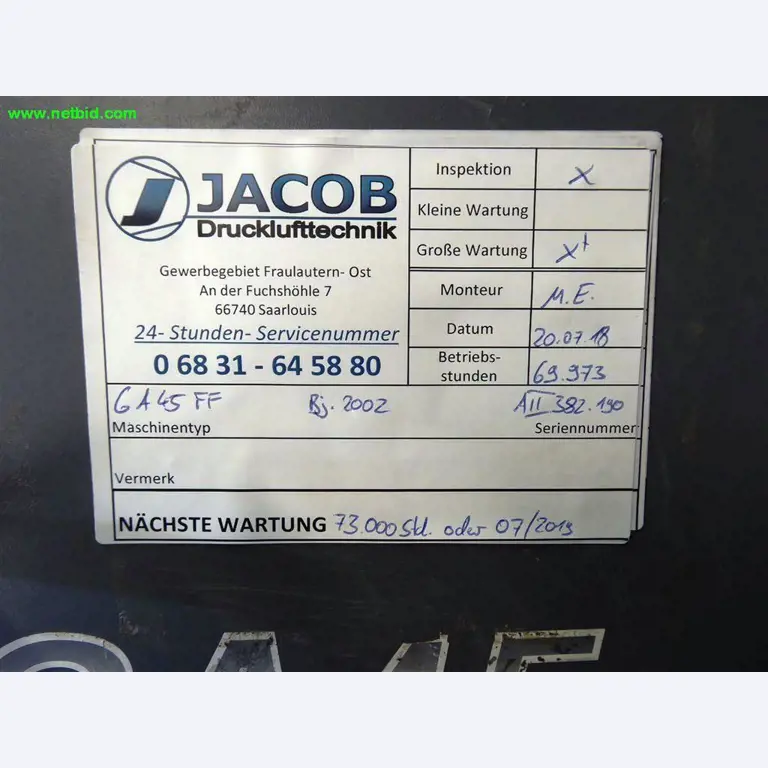 www.netbid.com
JACOB
Drucklufttechnik
Gewerbegebiet Fraulautern- Ost
An der Fuchshöhle 7
66740 Saarlouis
24- Stunden- Servicenummer
0 68 31 - 64 58 80
Inspektion X
Kleine Wartung
Große Wartung X+
Monteur M.E.
Datum 20.07.18
Betriebs-
stunden 69.973
GA45 FF Bj. 2002 AII 382.190
Maschinentyp Seriennummer
Vermerk
NÄCHSTE WARTUNG 73.000 Std. oder 07/2019